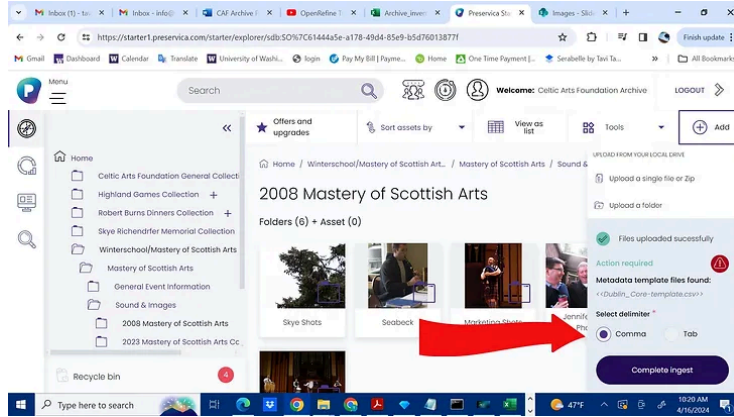 Inbox (1) - ta
Inbox - info@
CAF Archive F
OpenRefine T
Archive_inven
Preservica Sta
Images - Slid
https://starter1.preservica.com/starter/explorer/sdb:SO%7C61444a5e-a178-49d4-85e9-b5d76013877f
Finish update
Gmail
Dashboard
Calendar
Translate
University of Washi...
login
Pay My Bill | Payme...
Home
One Time Payment |...
Serabelle by Tavi Ta...
All Bookmarks
Menu
Search
Welcome: Celtic Arts Foundation Archive
LOGOUT
Offers and upgrades
Sort assets by
View as list
Tools
Add
Home
Celtic Arts Foundation General Collecti
Highland Games Collection +
Robert Burns Dinners Collection +
Skye Richendrfer Memorial Collection
Winterschool/Mastery of Scottish Arts
Mastery of Scottish Arts
General Event Information
Sound & Images
2008 Mastery of Scottish Arts
2023 Mastery of Scottish Arts Cc
Recycle bin
4
Home / Winterschool/Mastery of Scottish Art... / Mastery of Scottish Arts / Sound &
2008 Mastery of Scottish Arts
Folders (6) + Asset (0)
Skye Shots
Seabeck
Marketing Shots
Jennife
Pho
UPLOAD FROM YOUR LOCAL DRIVE
Upload a single file or Zip
Upload a folder
Files uploaded sucessfully
Action required
Metadata template files found:
<<Dublin_Core-template.csv>>
Select delimiter *
Comma
Tab
Complete ingest
Type here to search
47°F
10:20 AM
4/16/2024